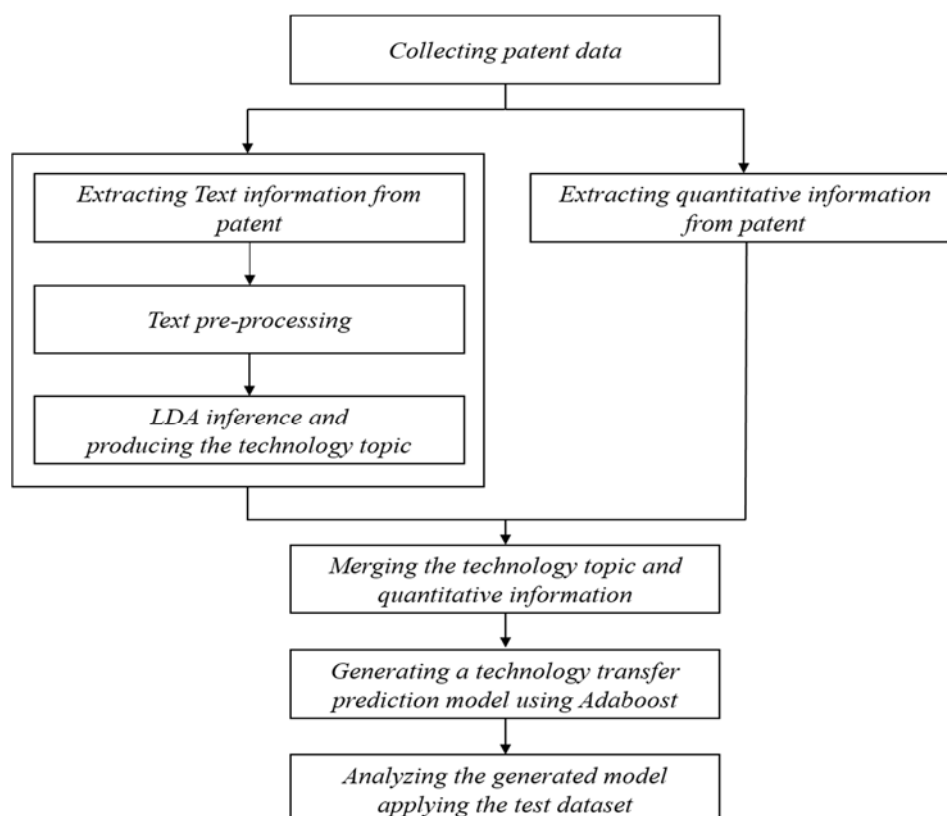 Collecting patent data
Extracting Text information from
patent
Text pre-processing
LDA inference and
producing the technology topic
Extracting quantitative information
from patent
Merging the technology topic and
quantitative information
Generating a technology transfer
prediction model using Adaboost
Analyzing the generated model
applying the test dataset